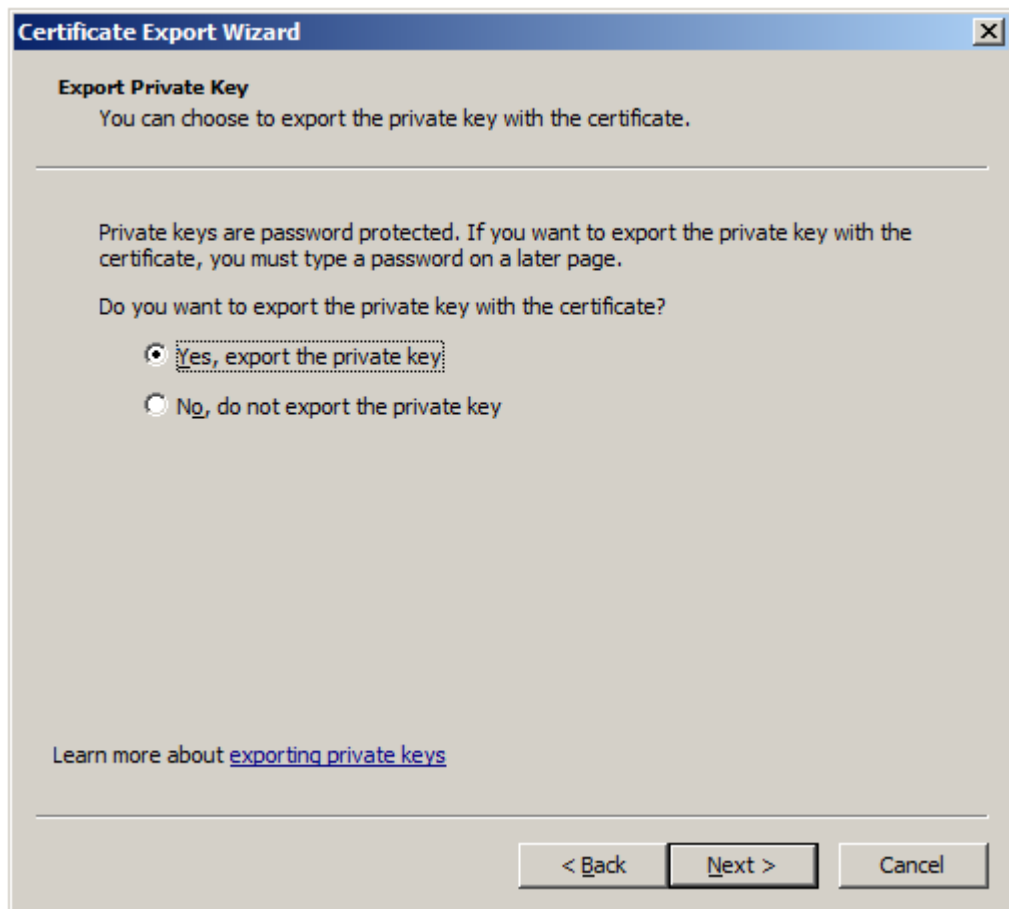 Certificate Export Wizard
Export Private Key
You can choose to export the private key with the certificate.
Private keys are password protected. If you want to export the private key with the
certificate, you must type a password on a later page.
Do you want to export the private key with the certificate?
Yes, export the private key
No, do not export the private key
Learn more about exporting private keys
< Back Next > Cancel